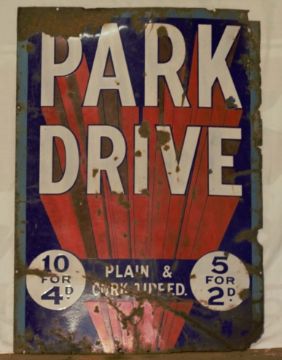 PARK
DRIVE
10
FOR
4D
PLAIN &
CORK TIPPED.
5
FOR
2D